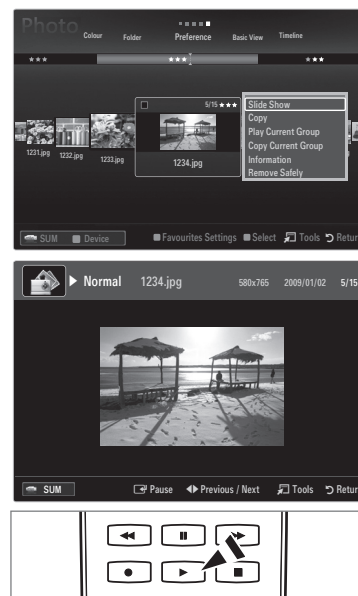 Photo
Colour Folder Preference Basic View Timeline
5/15
Slide Show
Copy
Play Current Group
Copy Current Group
Information
Remove Safely
1231.jpg 1232.jpg 1233.jpg 1234.jpg
SUM Device Favourites Settings Select Tools Retur
Normal 1234.jpg 580x765 2009/01/02 5/15
SUM Pause Previous / Next Tools Retur